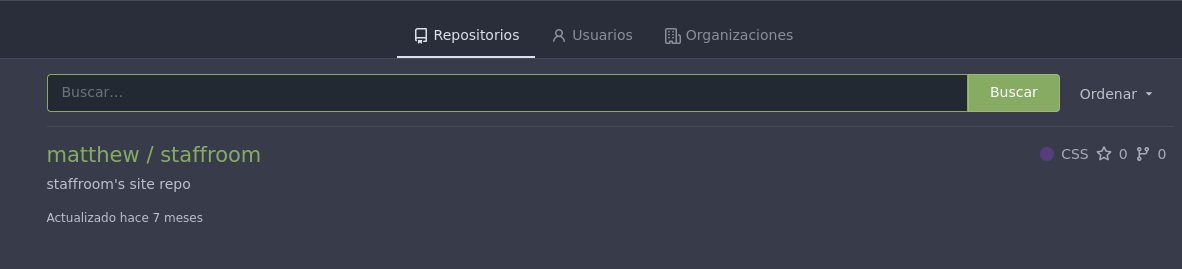 Repositorios Usuarios Organizaciones
Buscar... Buscar Ordenar
matthew / staffroom CSS 0 0
staffroom's site repo
Actualizado hace 7 meses